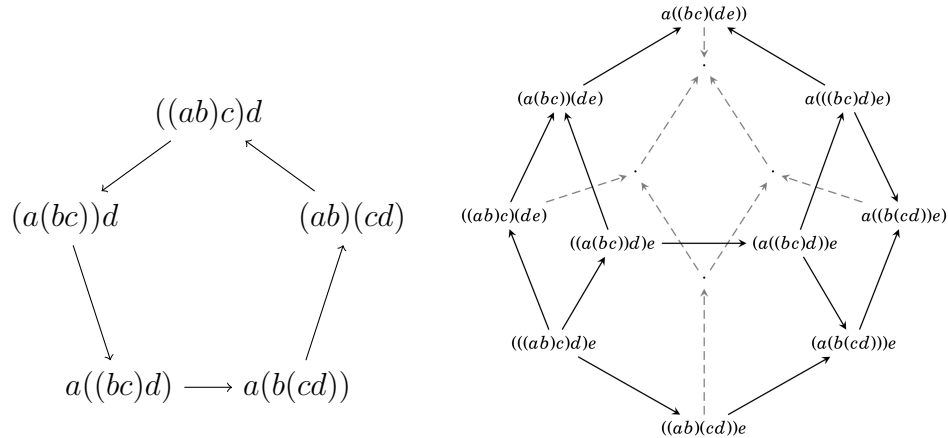 ((ab)c)d
(a(bc))d
(ab)(cd)
a((bc)d)
a(b(cd))
a((bc)(de))
(a(bc))(de)
a(((bc)d)e)
((ab)c)(de)
a((b(cd))e)
((a(bc))d)e
(a((bc)d))e
(((ab)c)d)e
(a(b(cd)))e
((ab)(cd))e